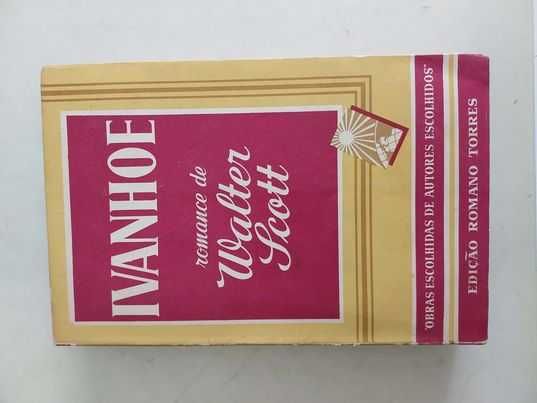 IVANHOE
romance de
Walter
Scott
"OBRAS ESCOLHIDAS DE AUTORES ESCOLHIDOS"
EDIÇÃO ROMANO TORRES